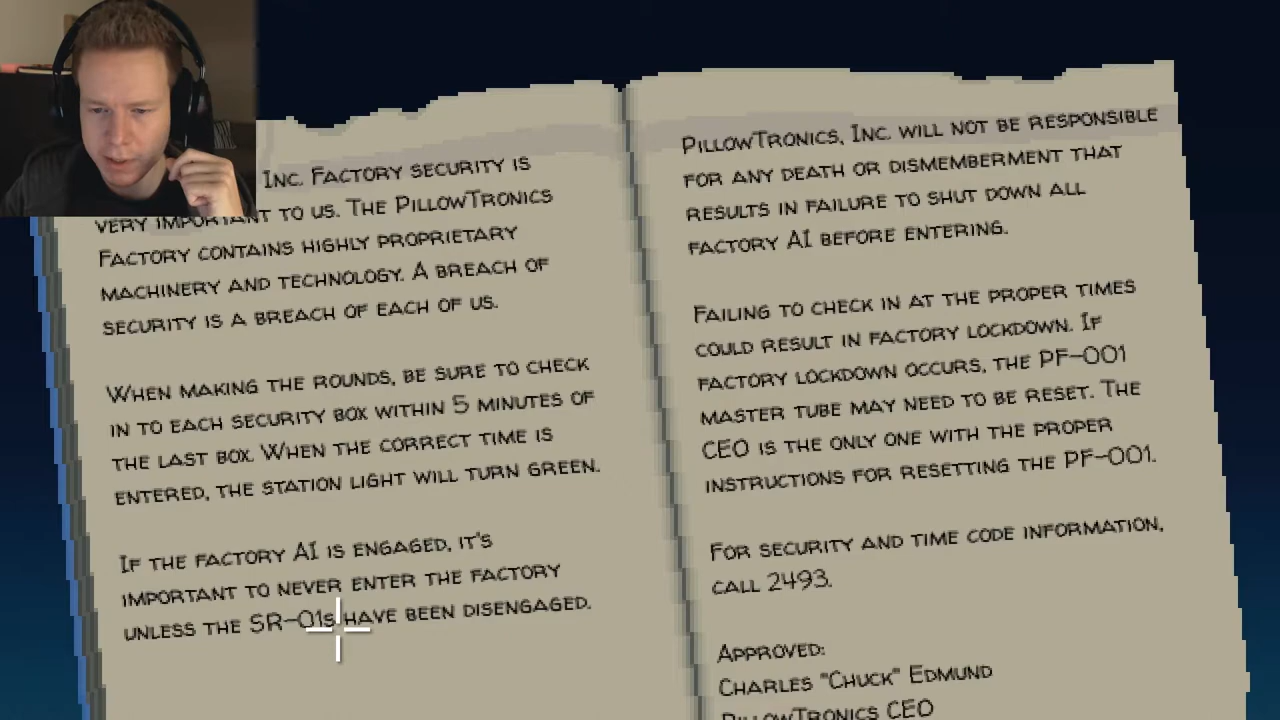 Inc. Factory security is
very important to us. The PillowTronics
Factory contains highly proprietary
machinery and technology. A breach of
security is a breach of each of us.
When making the rounds, be sure to check
in to each security box within 5 minutes of
the last box. When the correct time is
entered, the station light will turn green.
If the factory AI is engaged, it's
important to never enter the factory
unless the SR-01s have been disengaged.
PillowTronics, Inc. will not be responsible
for any death or dismemberment that
results in failure to shut down all
factory AI before entering.
Failing to check in at the proper times
could result in factory lockdown. If
factory lockdown occurs, the PF-001
master tube may need to be reset. The
CEO is the only one with the proper
instructions for resetting the PF-001.
For security and time code information,
call 2493.
Approved:
Charles "Chuck" Edmund
PillowTronics CEO